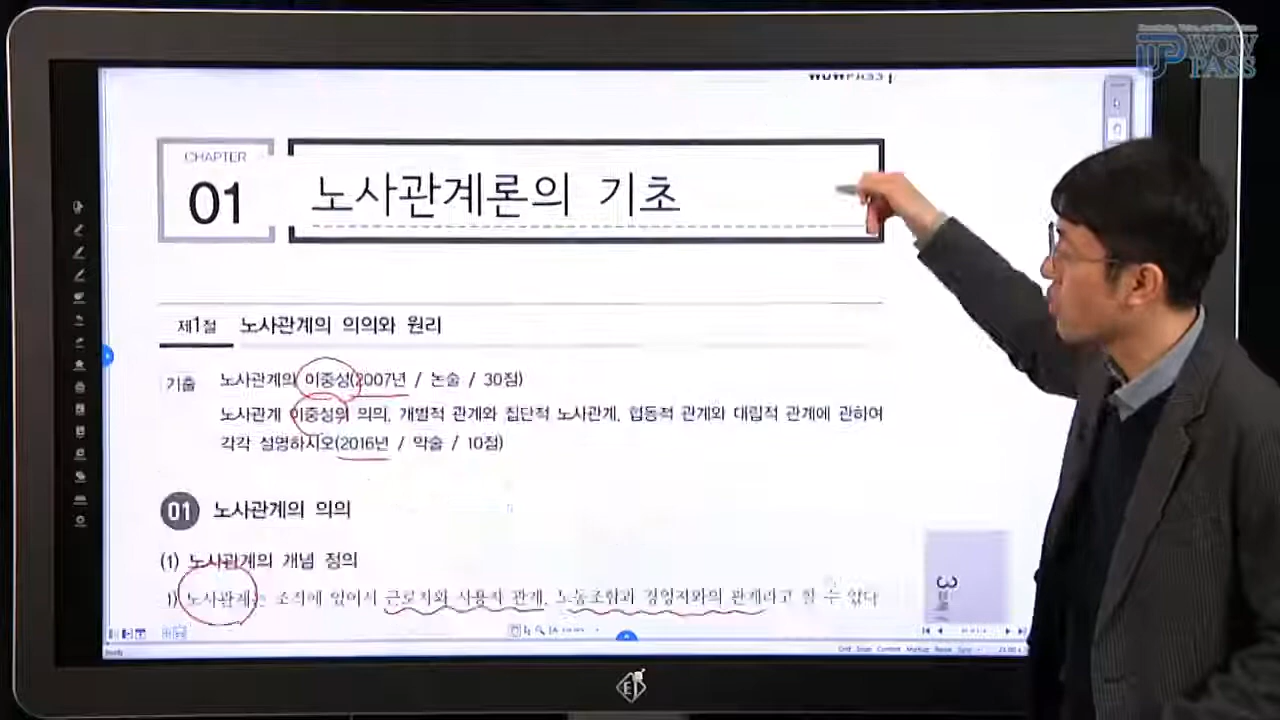 WOW
PASS
WOWPASS
CHAPTER
01
노사관계론의 기초
제1절 노사관계의 의의와 원리
기출 노사관계의 이중성(2007년 / 논술 / 30점)
노사관계 이중성의 의의, 개별적 관계와 집단적 노사관계, 협동적 관계와 대립적 관계에 관하여
각각 설명하시오(2016년 / 약술 / 10점)
01 노사관계의 의의
(1) 노사관계의 개념 정의
1) 노사관계는 조직에 있어서 근로자와 사용자 관계, 노동조합과 경영자와의 관계라고 할 수 있다
3